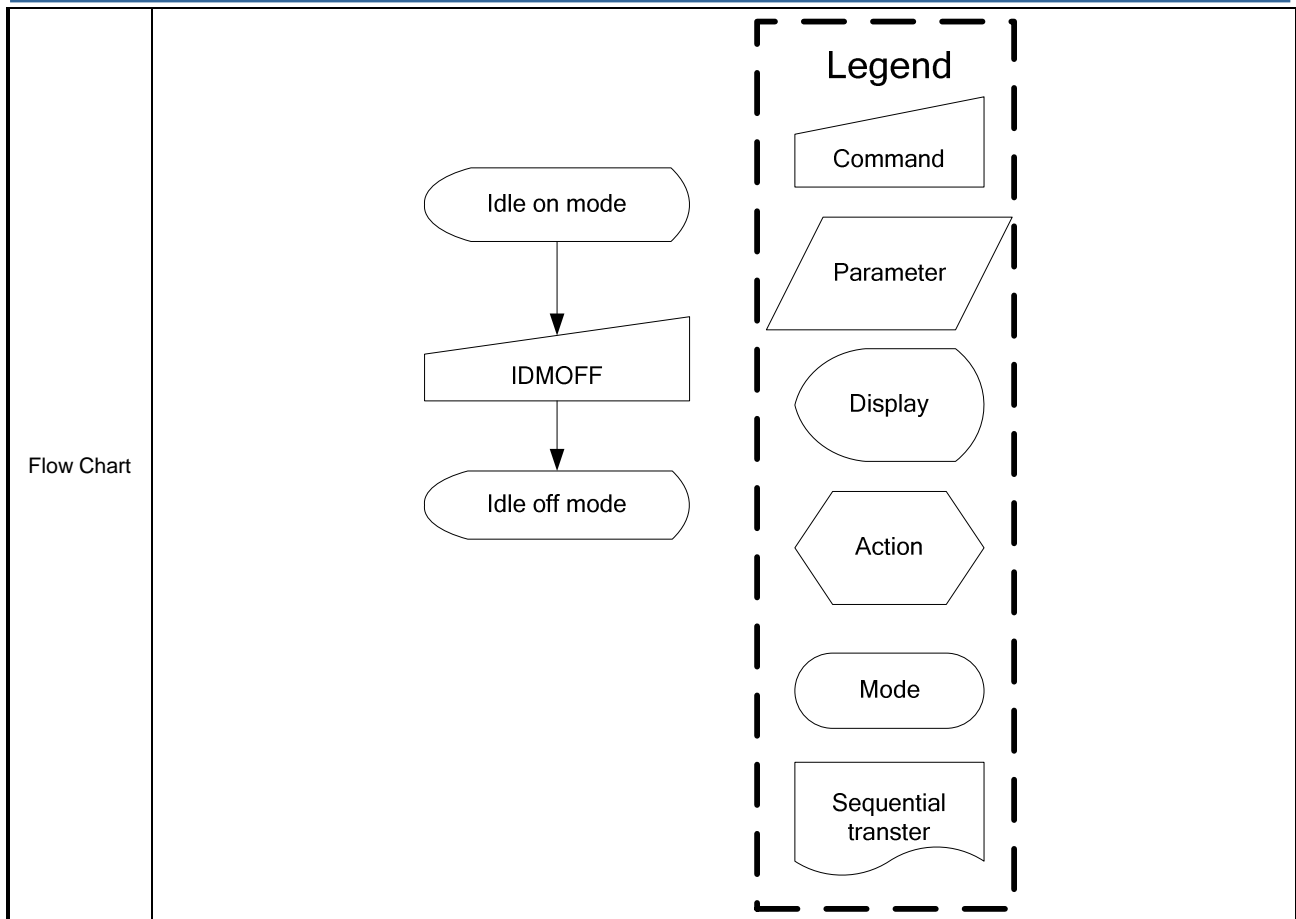 Flow Chart
Idle on mode
IDMOFF
Idle off mode
Legend
Command
Parameter
Display
Action
Mode
Sequential
transter